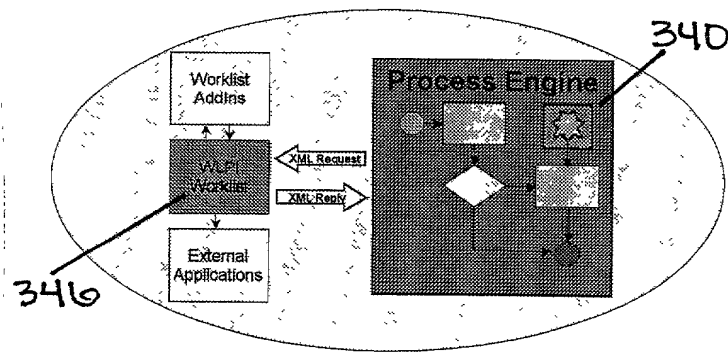 340
Worklist
AddIns
Process Engine
XML Request
WLPI
Worklist
XML Reply
External
Applications
346